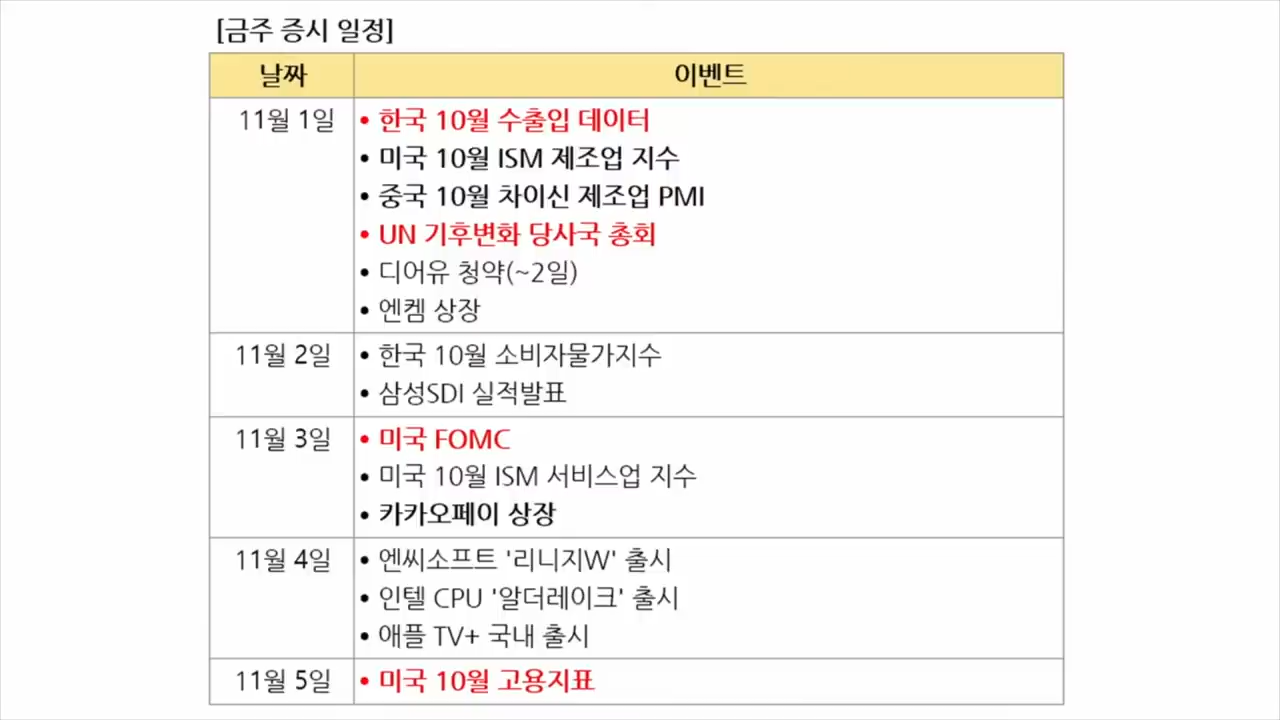 [금주 증시 일정]
날짜 이벤트
11월 1일 • 한국 10월 수출입 데이터
• 미국 10월 ISM 제조업 지수
• 중국 10월 차이신 제조업 PMI
• UN 기후변화 당사국 총회
• 디어유 청약(~2일)
• 엔켐 상장
11월 2일 • 한국 10월 소비자물가지수
• 삼성SDI 실적발표
11월 3일 • 미국 FOMC
• 미국 10월 ISM 서비스업 지수
• 카카오페이 상장
11월 4일 • 엔씨소프트 '리니지W' 출시
• 인텔 CPU '알더레이크' 출시
• 애플 TV+ 국내 출시
11월 5일 • 미국 10월 고용지표